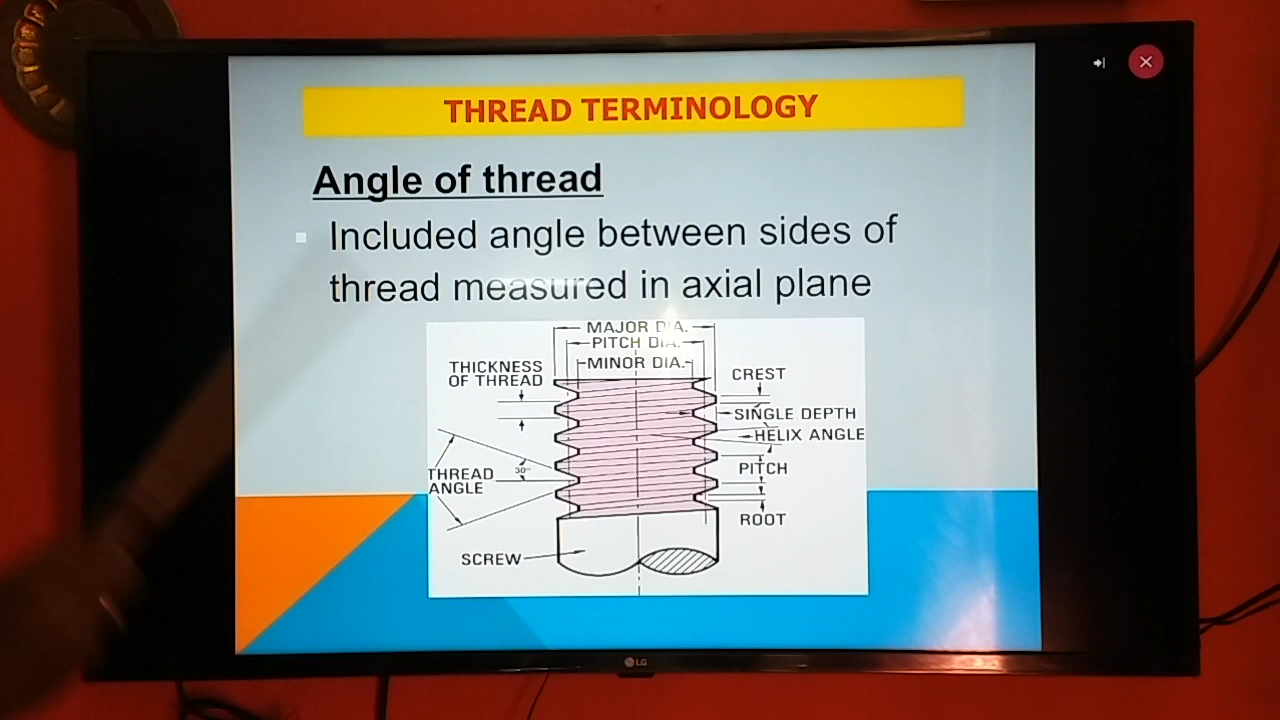 THREAD TERMINOLOGY
Angle of thread
Included angle between sides of
thread measured in axial plane
MAJOR DIA.
PITCH DIA.
MINOR DIA.
THICKNESS
OF THREAD
CREST
SINGLE DEPTH
HELIX ANGLE
THREAD
ANGLE
30°
PITCH
ROOT
SCREW
LG